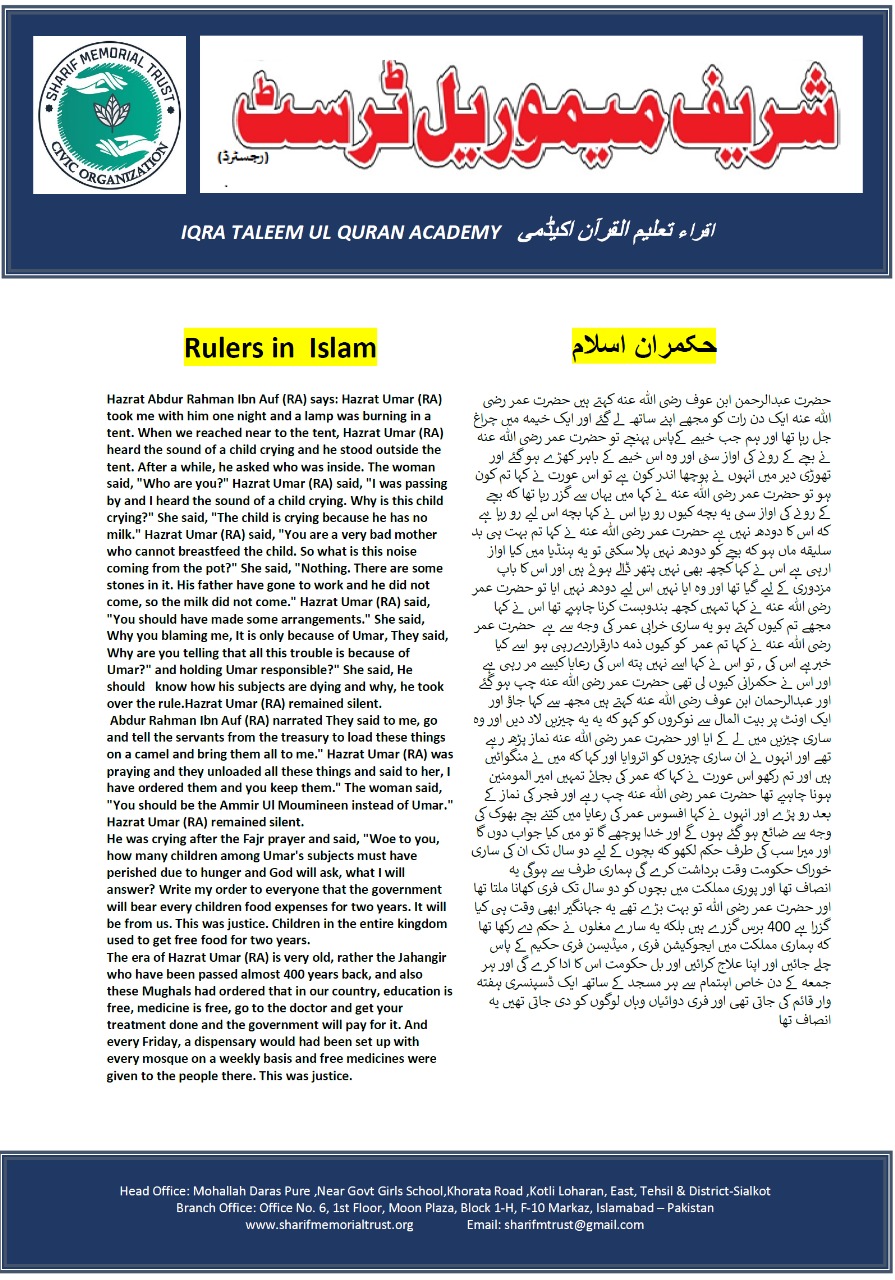 SHARIF MEMORIAL TRUST
CIVIC ORGANIZATION
شریف میموریل ٹرسٹ
(رجسٹرڈ)
IQRA TALEEM UL QURAN ACADEMY اقراء تعلیم القرآن اکیڈمی
Rulers in Islam
Hazrat Abdur Rahman Ibn Auf (RA) says: Hazrat Umar (RA)
took me with him one night and a lamp was burning in a
tent. When we reached near to the tent, Hazrat Umar (RA)
heard the sound of a child crying and he stood outside the
tent. After a while, he asked who was inside. The woman
said, "Who are you?" Hazrat Umar (RA) said, "I was passing
by and I heard the sound of a child crying. Why is this child
crying?" She said, "The child is crying because he has no
milk." Hazrat Umar (RA) said, "You are a very bad mother
who cannot breastfeed the child. So what is this noise
coming from the pot?" She said, "Nothing. There are some
stones in it. His father have gone to work and he did not
come, so the milk did not come." Hazrat Umar (RA) said,
"You should have made some arrangements." She said,
Why you blaming me, It is only because of Umar, They said,
Why are you telling that all this trouble is because of
Umar?" and holding Umar responsible?" She said, He
should know how his subjects are dying and why, he took
over the rule.Hazrat Umar (RA) remained silent.
Abdur Rahman Ibn Auf (RA) narrated They said to me, go
and tell the servants from the treasury to load these things
on a camel and bring them all to me." Hazrat Umar (RA) was
praying and they unloaded all these things and said to her, I
have ordered them and you keep them." The woman said,
"You should be the Ammir Ul Moumineen instead of Umar."
Hazrat Umar (RA) remained silent.
He was crying after the Fajr prayer and said, "Woe to you,
how many children among Umar's subjects must have
perished due to hunger and God will ask, what I will
answer? Write my order to everyone that the government
will bear every children food expenses for two years. It will
be from us. This was justice. Children in the entire kingdom
used to get free food for two years.
The era of Hazrat Umar (RA) is very old, rather the Jahangir
who have been passed almost 400 years back, and also
these Mughals had ordered that in our country, education is
free, medicine is free, go to the doctor and get your
treatment done and the government will pay for it. And
every Friday, a dispensary would had been set up with
every mosque on a weekly basis and free medicines were
given to the people there. This was justice.
حکمران اسلام
حضرت عبدالرحمن ابن عوف رضی اللہ عنہ کہتے ہیں حضرت عمر رضی
اللہ عنہ ایک دن رات کو مجھے اپنے ساتھ لے گئے اور ایک خیمہ میں چراغ
جل رہا تھا اور ہم جب خیمے کےپاس پہنچے تو حضرت عمر رضی اللہ عنہ
نے بچے کے رونے کی اواز سنی اور وہ اس خیمے کے باہر کھڑے ہو گئے اور
تھوڑی دیر میں انہوں نے پوچھا اندر کون ہے تو اس عورت نے کہا تم کون
ہو تو حضرت عمر رضی اللہ عنہ نے کہا میں یہاں سے گزر رہا تھا کہ بچے
کے رونے کی اواز سنی یہ بچہ کیوں رو رہا اس نے کہا بچہ اس لیے رو رہا ہے
کہ اس کا دودھ نہیں ہے حضرت عمر رضی اللہ عنہ نے کہا تم بہت ہی بد
سلیقہ ماں ہو کہ بچے کو دودھ نہیں پلا سکتی تو یہ ہنڈیا میں کیا اواز
ارہی ہے اس نے کہا کچھ بھی نہیں پتھر ڈالے ہوئے ہیں اور اس کا باپ
مزدوری کے لیے گیا تھا اور وہ ایا نہیں اس لیے دودھ نہیں ایا تو حضرت عمر
رضی اللہ عنہ نے کہا تمہیں کچھ بندوبست کرنا چاہیے تھا اس نے کہا
مجھے تم کیوں کہتے ہو یہ ساری خرابی عمر کی وجہ سے ہے حضرت عمر
رضی اللہ عنہ نے کہا تم عمر کو کیوں ذمہ دارقراردےرہی ہو اسے کیا
خبر ہے اس کی , تو اس نے کہا اسے نہیں پتہ اس کی رعایا کیسے مر رہی ہے
اور اس نے حکمرانی کیوں لی تھی حضرت عمر رضی اللہ عنہ چپ ہو گئے
اور عبدالرحمان ابن عوف رضی اللہ عنہ کہتے ہیں مجھ سے کہا جاؤ اور
ایک اونٹ پر بیت المال سے نوکروں کو کہو کہ یہ یہ چیزیں لاد دیں اور وہ
ساری چیزیں میں لے کے ایا اور حضرت عمر رضی اللہ عنہ نماز پڑھ رہے
تھے اور انہوں نے ان ساری چیزوں کو اتروایا اور کہا کہ میں نے منگوائیں
ہیں اور تم رکھو اس عورت نے کہا کہ عمر کی بجائے تمہیں امیر المومنین
ہونا چاہیے تھا حضرت عمر رضی اللہ عنہ چپ رہے اور فجر کی نماز کے
بعد رو پڑے اور انہوں نے کہا افسوس عمر کی رعایا میں کتنے بچے بھوک کی
وجہ سے ضائع ہو گئے ہوں گے اور خدا پوچھے گا تو میں کیا جواب دوں گا
اور میرا سب کی طرف حکم لکھو کہ بچوں کے لیے دو سال تک ان کی ساری
خوراک حکومت وقت برداشت کرے گی ہماری طرف سے ہوگی یہ
انصاف تھا اور پوری مملکت میں بچوں کو دو سال تک فری کھانا ملتا تھا
اور حضرت عمر رضی اللہ تو بہت بڑے تھے یہ جہانگیر ابھی وقت ہی کیا
گزرا ہے 400 برس گزرے ہیں بلکہ یہ سارے مغلوں نے حکم دے رکھا تھا
کہ ہماری مملکت میں ایجوکیشن فری , میڈیسن فری حکیم کے پاس
چلے جائیں اور اپنا علاج کرائیں اور بل حکومت اس کا ادا کرے گی اور ہر
جمعہ کے دن خاص اہتمام سے ہر مسجد کے ساتھ ایک ڈسپنسری ہفتہ
وار قائم کی جاتی تھی اور فری دوائیاں وہاں لوگوں کو دی جاتی تھیں یہ
انصاف تھا
Head Office: Mohallah Daras Pure ,Near Govt Girls School,Khorata Road ,Kotli Loharan, East, Tehsil & District-Sialkot
Branch Office: Office No. 6, 1st Floor, Moon Plaza, Block 1-H, F-10 Markaz, Islamabad – Pakistan
www.sharifmemorialtrust.org Email: sharifmtrust@gmail.com